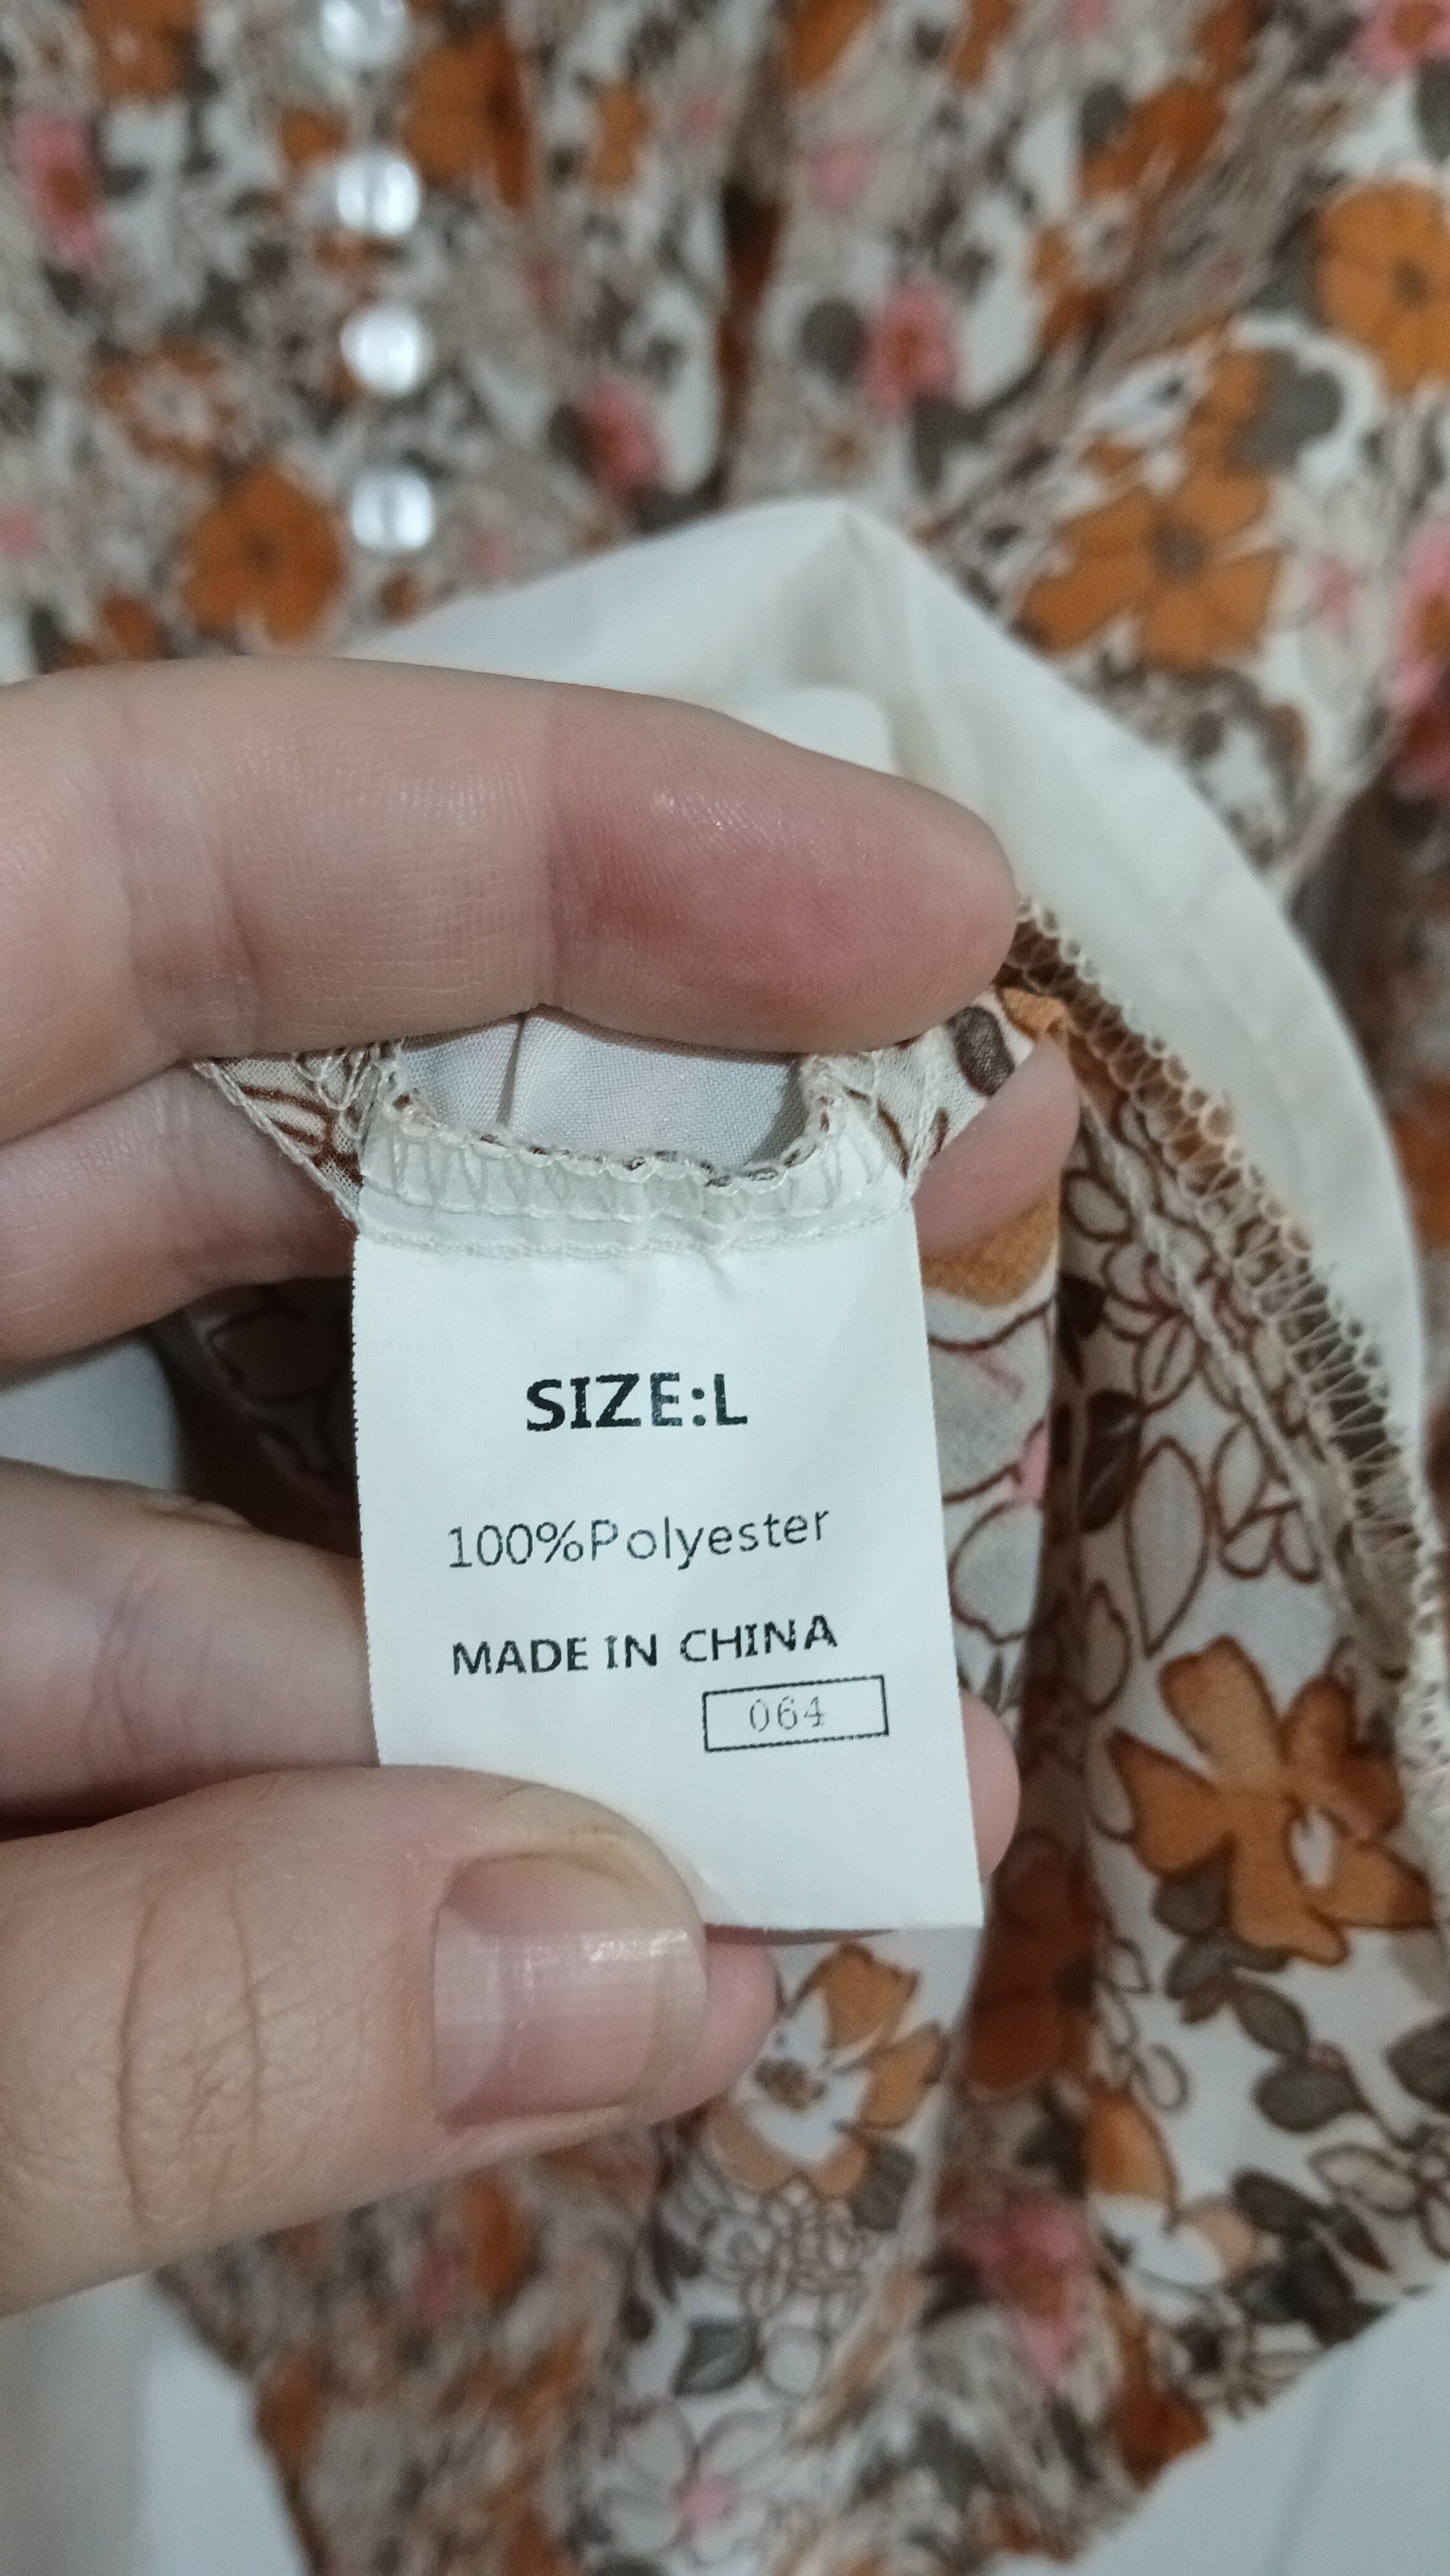 SIZE:L
100%Polyester
MADE IN CHINA
064